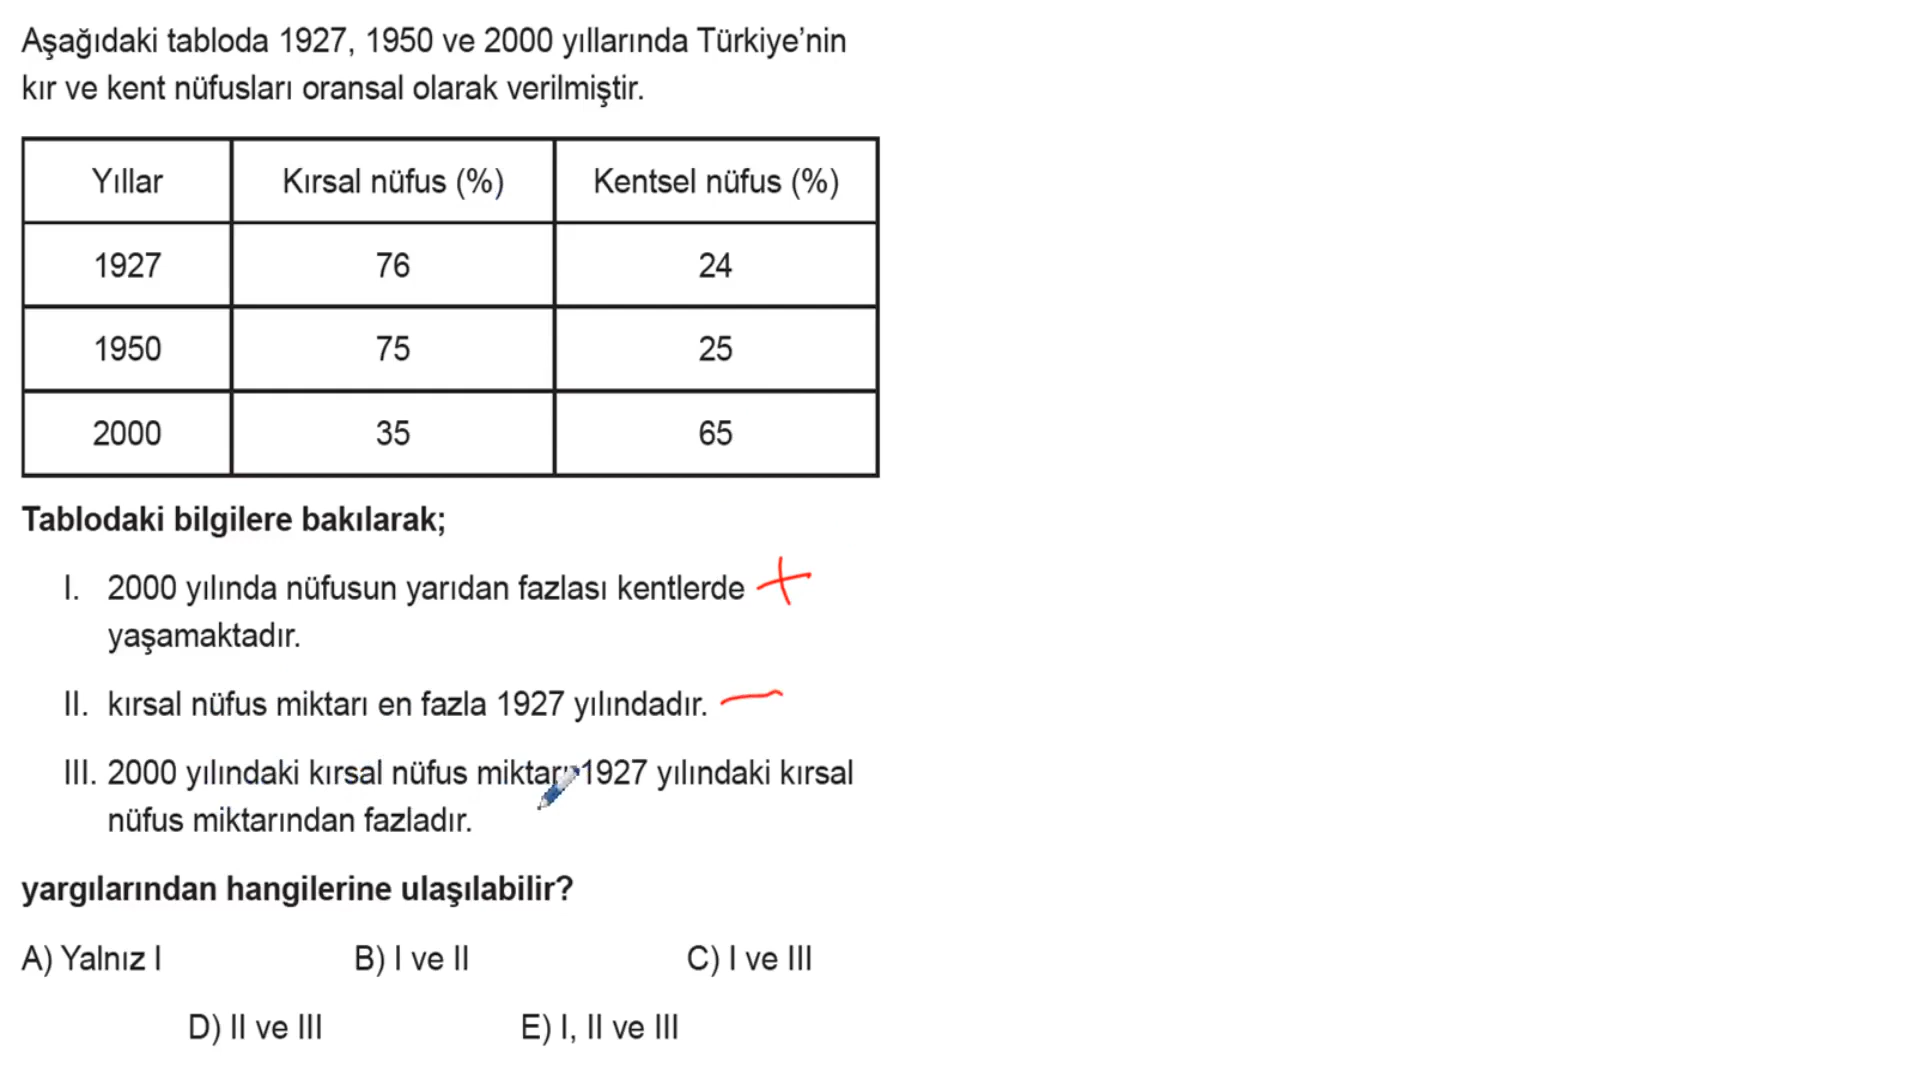 Aşağıdaki tabloda 1927, 1950 ve 2000 yıllarında Türkiye’nin
kır ve kent nüfusları oransal olarak verilmiştir.
Yıllar Kırsal nüfus (%) Kentsel nüfus (%)
1927 76 24
1950 75 25
2000 35 65
Tablodaki bilgilere bakılarak;
I. 2000 yılında nüfusun yarıdan fazlası kentlerde
yaşamaktadır.
II. kırsal nüfus miktarı en fazla 1927 yılındadır.
III. 2000 yılındaki kırsal nüfus miktarı 1927 yılındaki kırsal
nüfus miktarından fazladır.
yargılarından hangilerine ulaşılabilir?
A) Yalnız I B) I ve II C) I ve III
D) II ve III E) I, II ve III